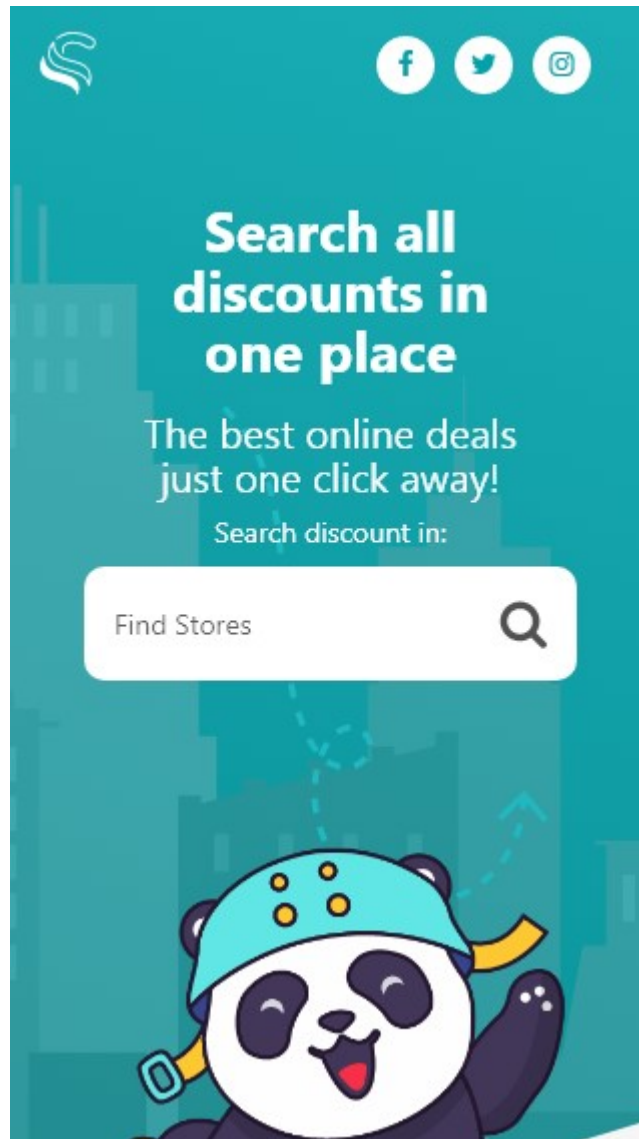 Search all
discounts in
one place
The best online deals
just one click away!
Search discount in:
Find Stores